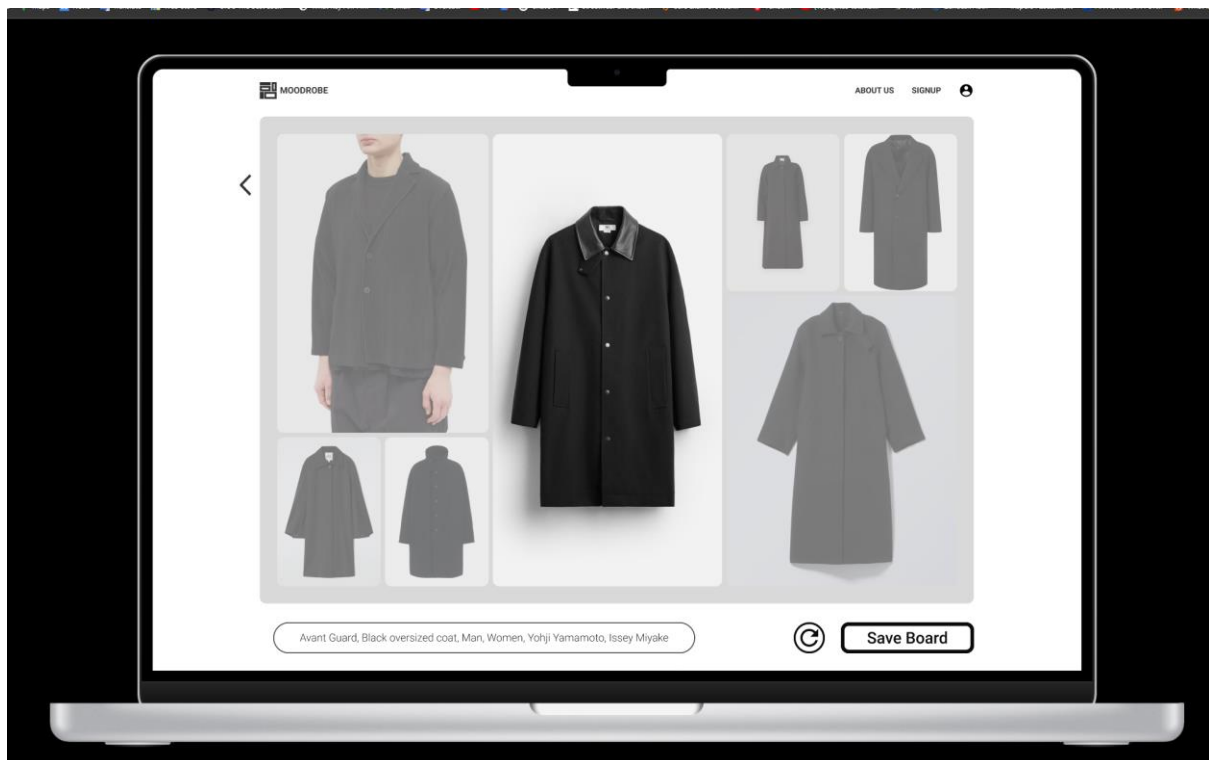 MOODROBE
ABOUT US SIGNUP
Avant Guard, Black oversized coat, Man, Women, Yohji Yamamoto, Issey Miyake
Save Board